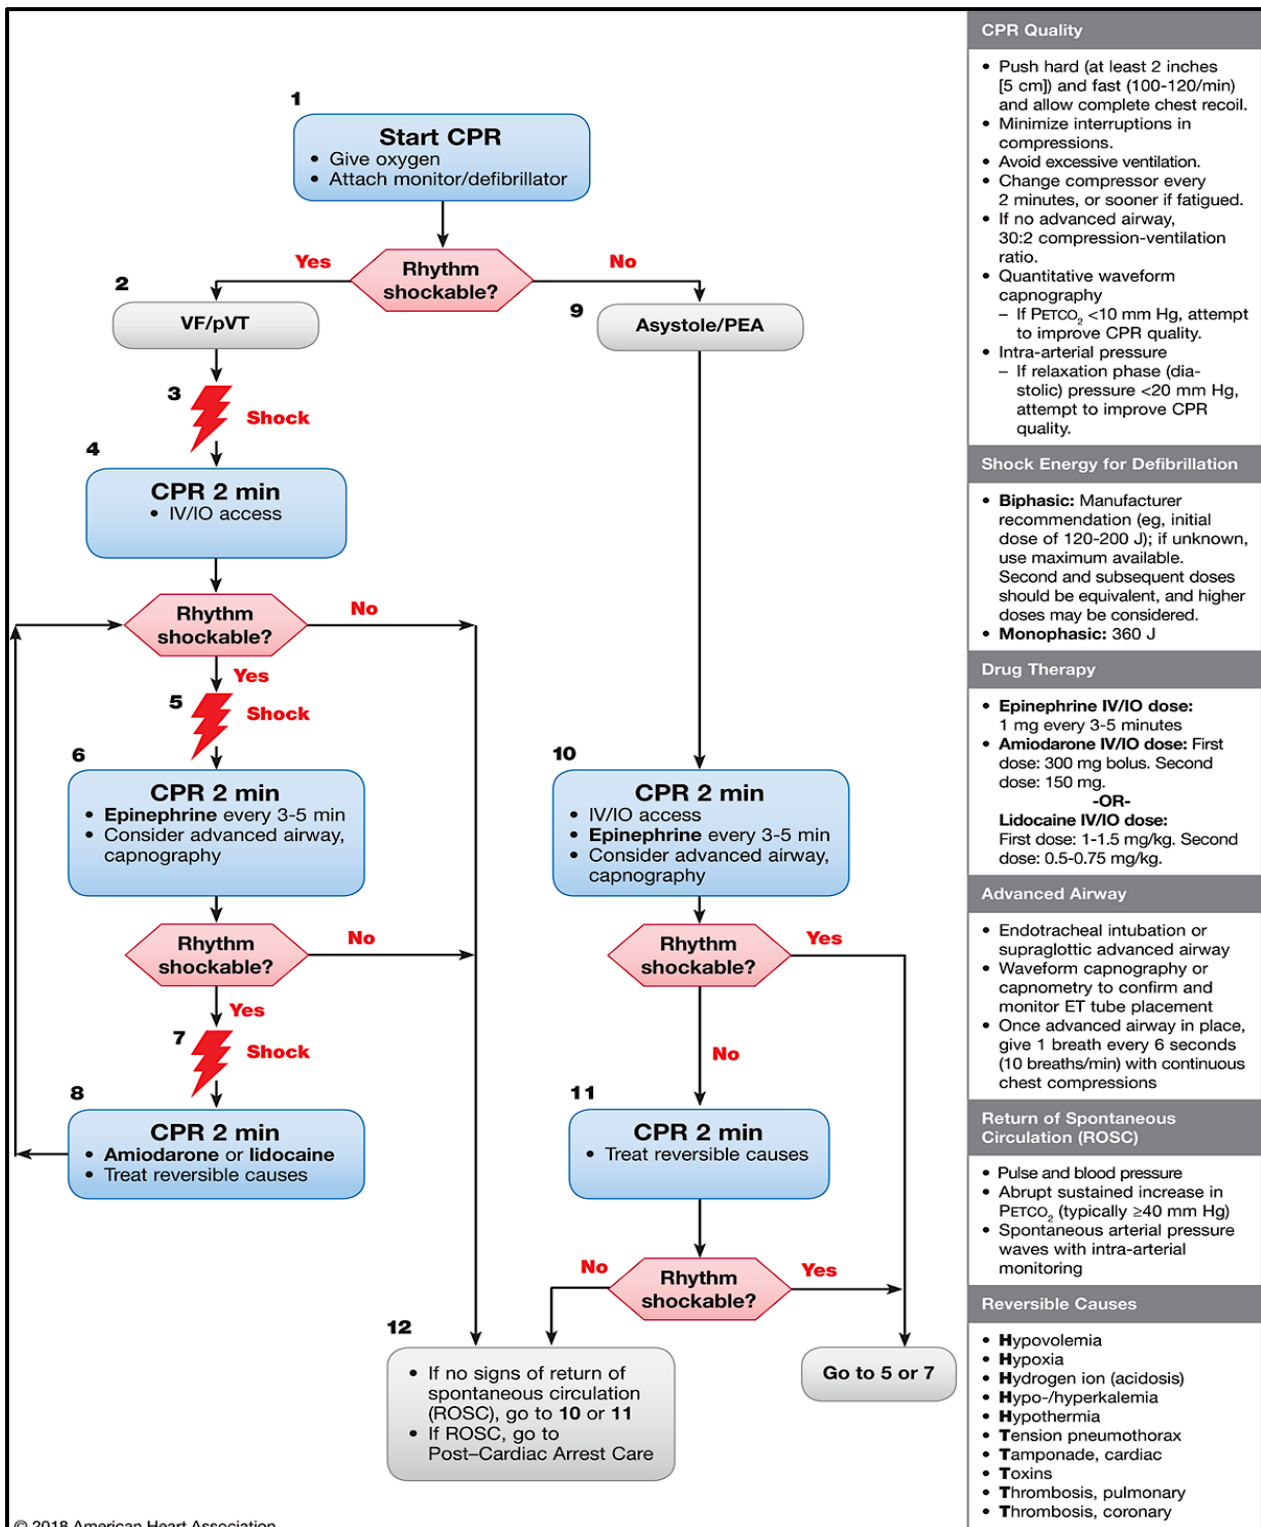 1
Start CPR
• Give oxygen
• Attach monitor/defibrillator
Rhythm
shockable?
Yes
No
2
VF/pVT
9
Asystole/PEA
3
Shock
4
CPR 2 min
• IV/IO access
Rhythm
shockable?
No
Yes
5
Shock
6
CPR 2 min
• Epinephrine every 3-5 min
• Consider advanced airway,
capnography
Rhythm
shockable?
No
Yes
7
Shock
8
CPR 2 min
• Amiodarone or lidocaine
• Treat reversible causes
10
CPR 2 min
• IV/IO access
• Epinephrine every 3-5 min
• Consider advanced airway,
capnography
Rhythm
shockable?
Yes
No
11
CPR 2 min
• Treat reversible causes
Rhythm
shockable?
No
Yes
12
• If no signs of return of
spontaneous circulation
(ROSC), go to 10 or 11
• If ROSC, go to
Post–Cardiac Arrest Care
Go to 5 or 7
© 2018 American Heart Association
CPR Quality
• Push hard (at least 2 inches
[5 cm]) and fast (100-120/min)
and allow complete chest recoil.
• Minimize interruptions in
compressions.
• Avoid excessive ventilation.
• Change compressor every
2 minutes, or sooner if fatigued.
• If no advanced airway,
30:2 compression-ventilation
ratio.
• Quantitative waveform
capnography
– If PETCO₂ <10 mm Hg, attempt
to improve CPR quality.
• Intra-arterial pressure
– If relaxation phase (dia-
stolic) pressure <20 mm Hg,
attempt to improve CPR
quality.
Shock Energy for Defibrillation
• Biphasic: Manufacturer
recommendation (eg, initial
dose of 120-200 J); if unknown,
use maximum available.
Second and subsequent doses
should be equivalent, and higher
doses may be considered.
• Monophasic: 360 J
Drug Therapy
• Epinephrine IV/IO dose:
1 mg every 3-5 minutes
• Amiodarone IV/IO dose: First
dose: 300 mg bolus. Second
dose: 150 mg.
-OR-
Lidocaine IV/IO dose:
First dose: 1-1.5 mg/kg. Second
dose: 0.5-0.75 mg/kg.
Advanced Airway
• Endotracheal intubation or
supraglottic advanced airway
• Waveform capnography or
capnometry to confirm and
monitor ET tube placement
• Once advanced airway in place,
give 1 breath every 6 seconds
(10 breaths/min) with continuous
chest compressions
Return of Spontaneous
Circulation (ROSC)
• Pulse and blood pressure
• Abrupt sustained increase in
PETCO₂ (typically ≥40 mm Hg)
• Spontaneous arterial pressure
waves with intra-arterial
monitoring
Reversible Causes
• Hypovolemia
• Hypoxia
• Hydrogen ion (acidosis)
• Hypo-/hyperkalemia
• Hypothermia
• Tension pneumothorax
• Tamponade, cardiac
• Toxins
• Thrombosis, pulmonary
• Thrombosis, coronary